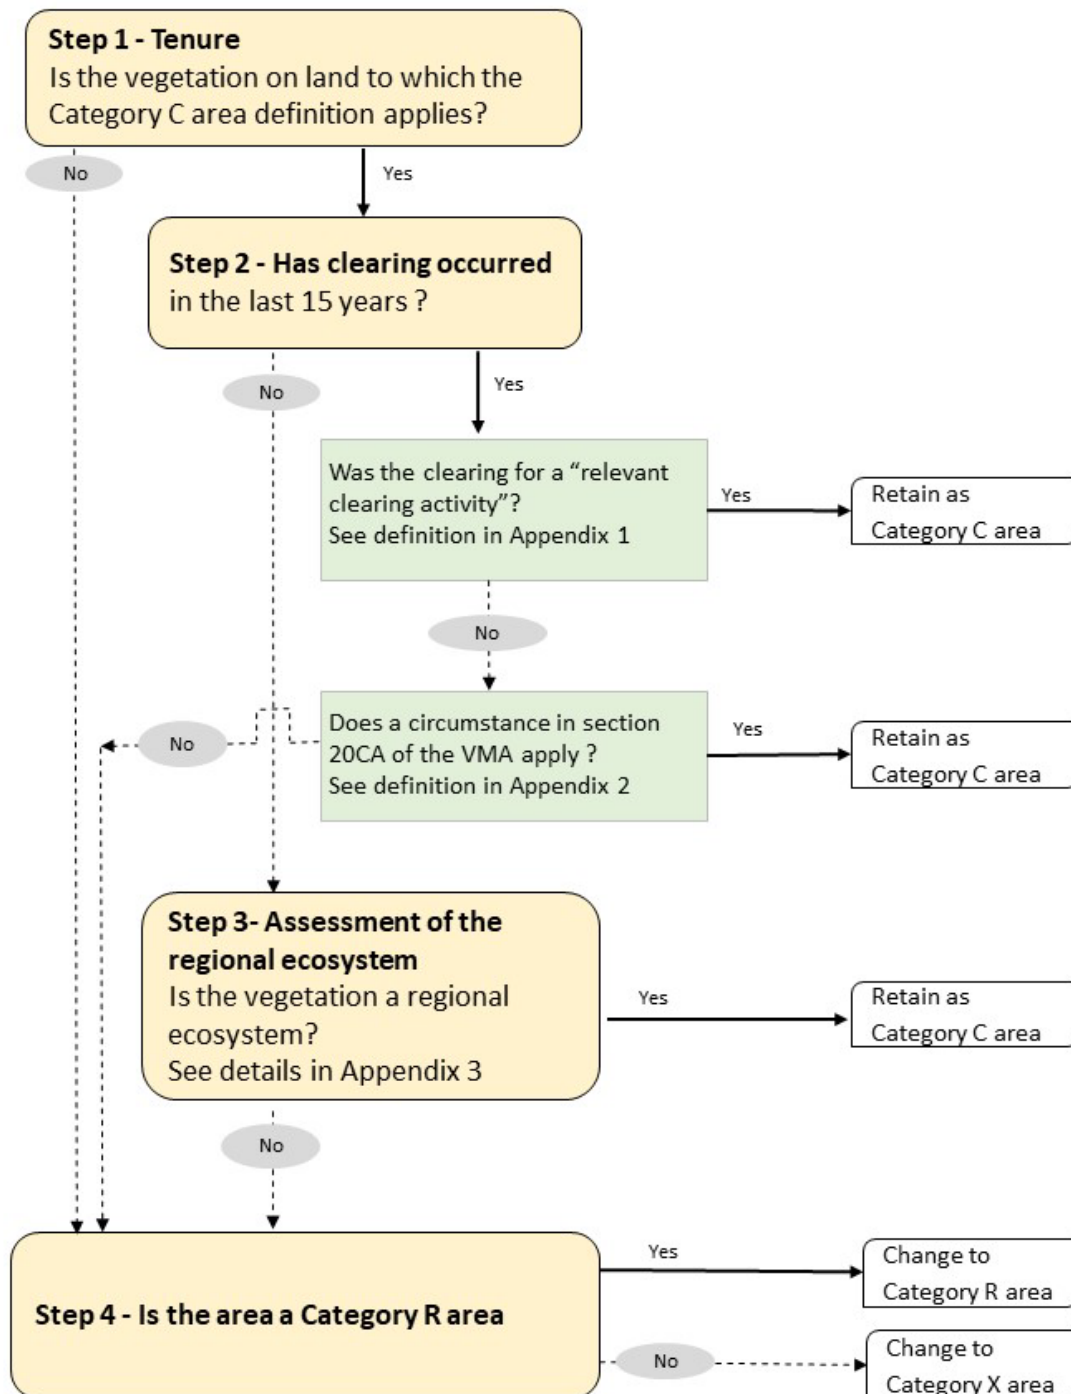 Step 1 - Tenure
Is the vegetation on land to which the
Category C area definition applies?
No
Yes
Step 2 - Has clearing occurred
in the last 15 years ?
No
Yes
Was the clearing for a “relevant
clearing activity”?
See definition in Appendix 1
Yes
Retain as
Category C area
No
Does a circumstance in section
20CA of the VMA apply ?
See definition in Appendix 2
Yes
Retain as
Category C area
No
Step 3- Assessment of the
regional ecosystem
Is the vegetation a regional
ecosystem?
See details in Appendix 3
Yes
Retain as
Category C area
No
Step 4 - Is the area a Category R area
Yes
Change to
Category R area
No
Change to
Category X area